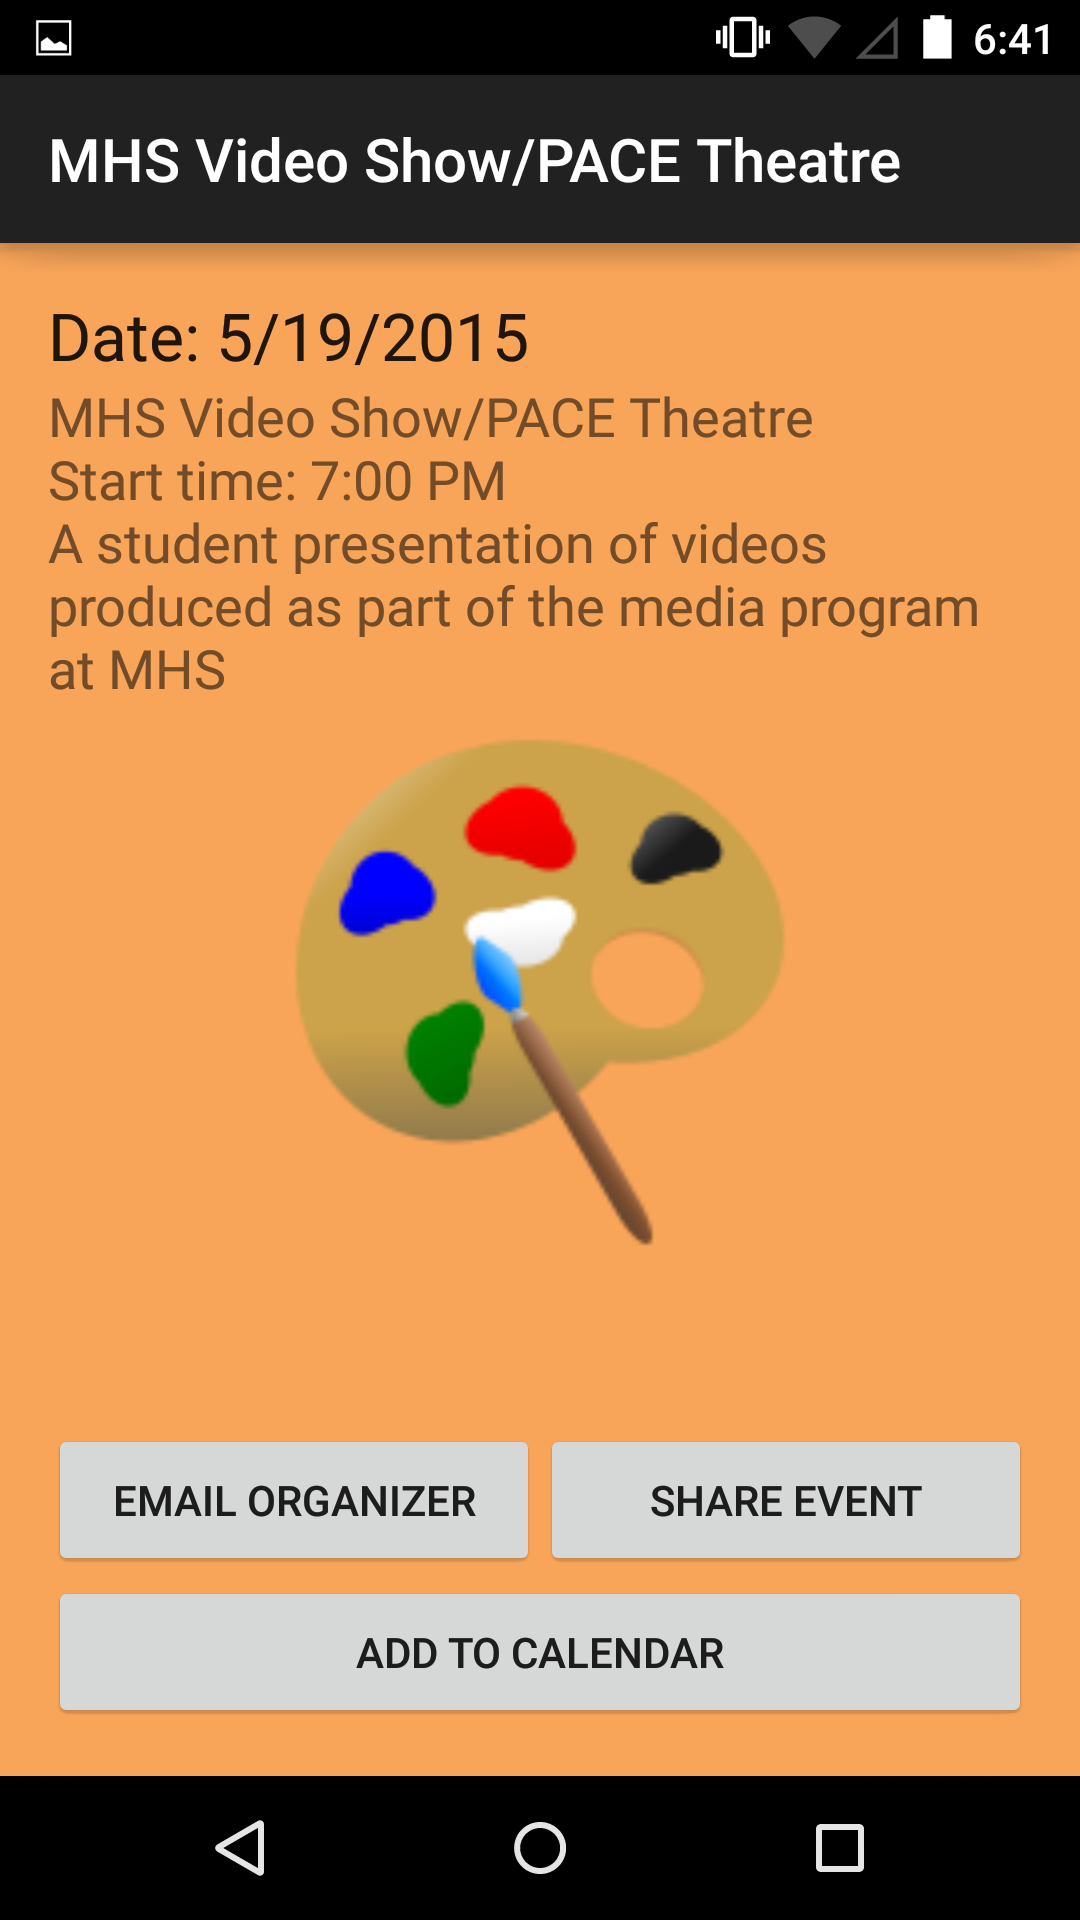 6:41
MHS Video Show/PACE Theatre
Date: 5/19/2015
MHS Video Show/PACE Theatre
Start time: 7:00 PM
A student presentation of videos
produced as part of the media program
at MHS
EMAIL ORGANIZER
SHARE EVENT
ADD TO CALENDAR